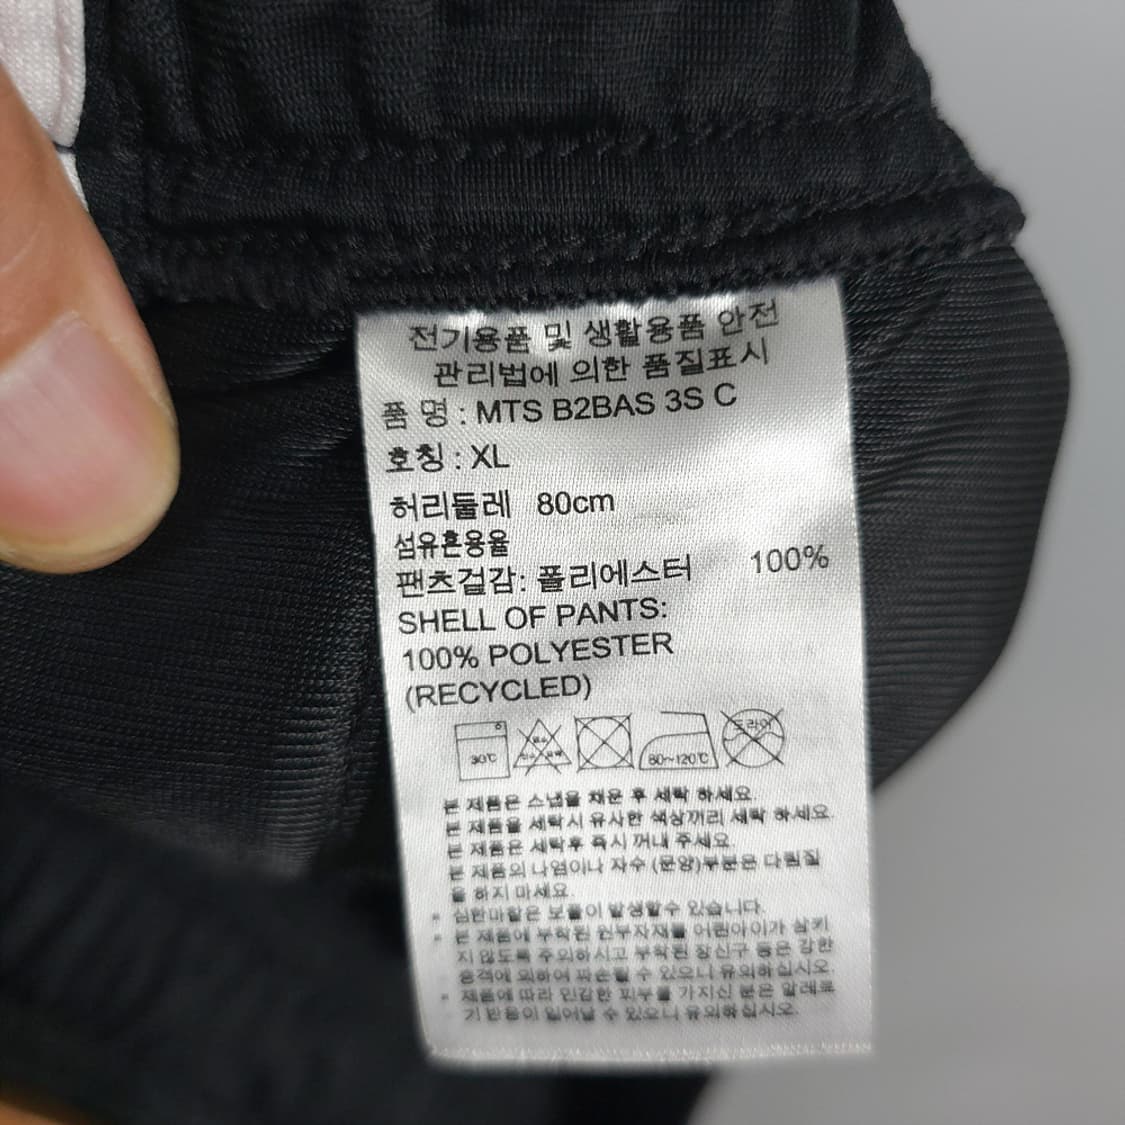 전기용품 및 생활용품 안전
관리법에 의한 품질표시
품 명 : MTS B2BAS 3S C
호칭 : XL
허리둘레 80cm
섬유혼용율
팬츠겉감: 폴리에스터 100%
SHELL OF PANTS:
100% POLYESTER
(RECYCLED)
30℃ 80~120℃ 드라이
본 제품은 스냅을 채운 후 세탁 하세요.
본 제품을 세탁시 유사한 색상끼리 세탁 하세요.
본 제품은 세탁후 즉시 꺼내 주세요.
본 제품의 나염이나 자수 (문양)부분은 다림질
을 하지 마세요.
* 심한마찰은 보풀이 발생할수 있습니다.
* 본 제품에 부착된 원부자재를 어린아이가 삼키
지 않도록 주의하시고 부착된 장신구 등은 강한
충격에 의하여 파손될 수 있으니 유의하십시오.
* 제품에 따라 민감한 피부를 가지신 분은 알레르
기 반응이 일어날 수 있으니 유의하십시오.